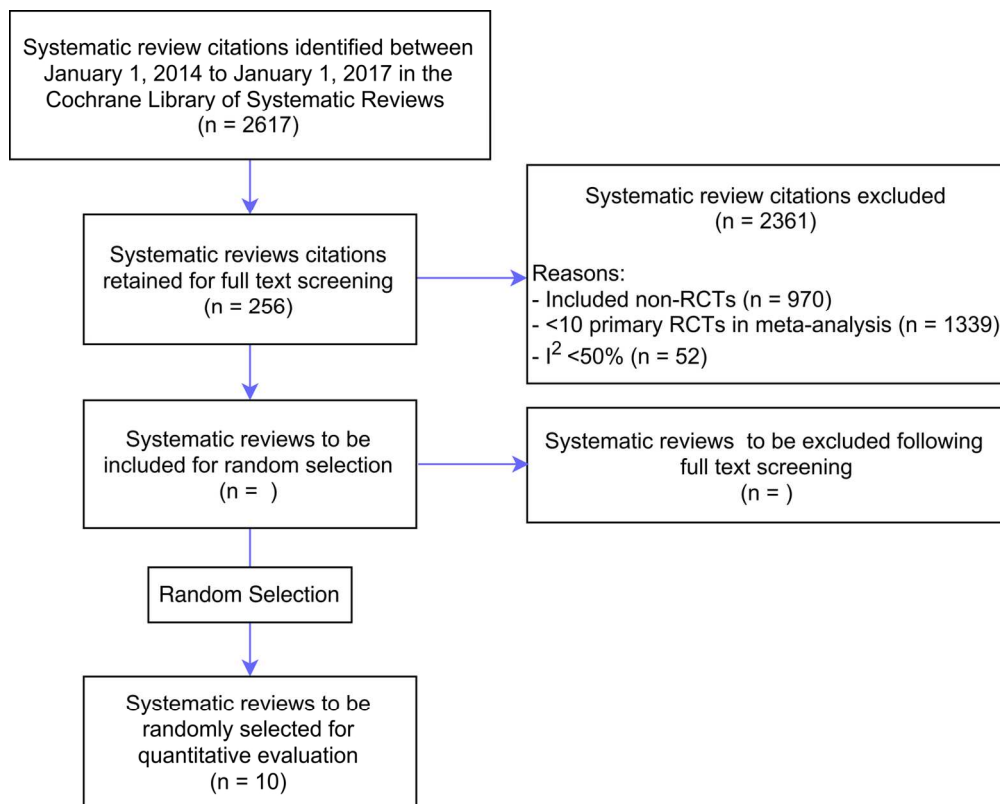 Systematic review citations identified between
January 1, 2014 to January 1, 2017 in the
Cochrane Library of Systematic Reviews
(n = 2617)
Systematic reviews citations
retained for full text screening
(n = 256)
Systematic review citations excluded
(n = 2361)
Reasons:
- Included non-RCTs (n = 970)
- <10 primary RCTs in meta-analysis (n = 1339)
- I² <50% (n = 52)
Systematic reviews to be
included for random selection
(n =  )
Systematic reviews  to be excluded following
full text screening
(n = )
Random Selection
Systematic reviews to be
randomly selected for
quantitative evaluation
(n = 10)